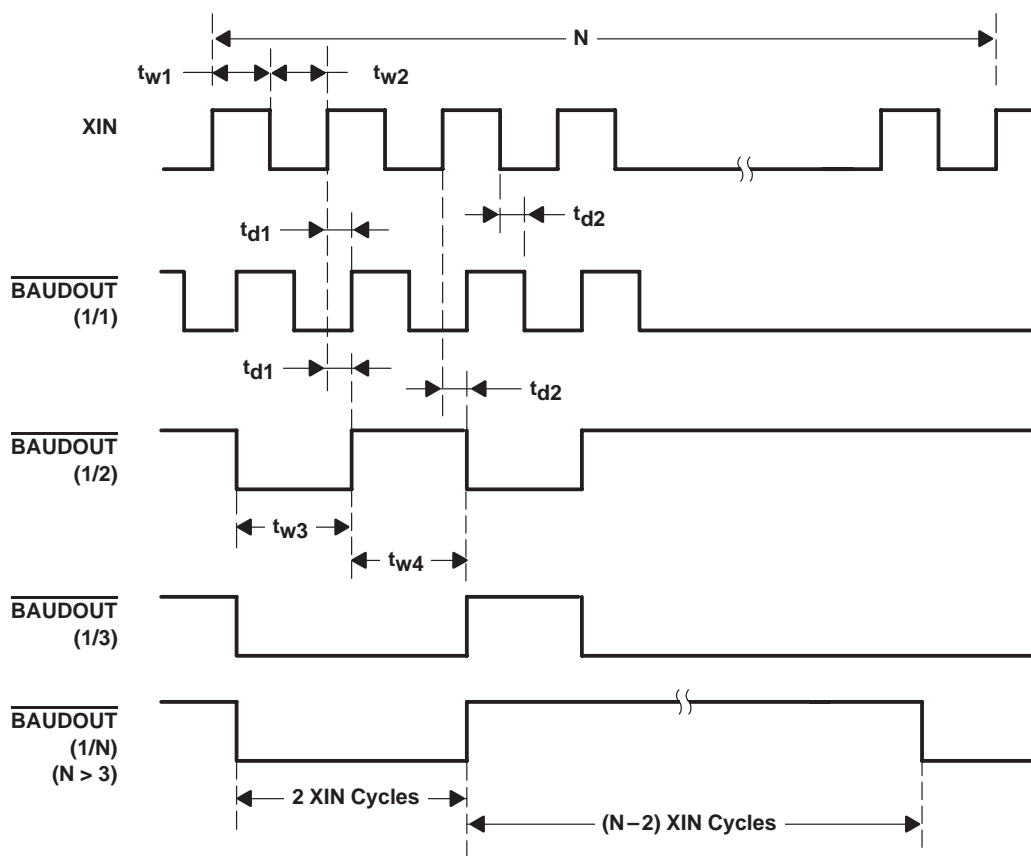 N
tw1
tw2
XIN
td1
td2
BAUDOUT
(1/1)
td1
td2
BAUDOUT
(1/2)
tw3
tw4
BAUDOUT
(1/3)
BAUDOUT
(1/N)
(N > 3)
2 XIN Cycles
(N−2) XIN Cycles